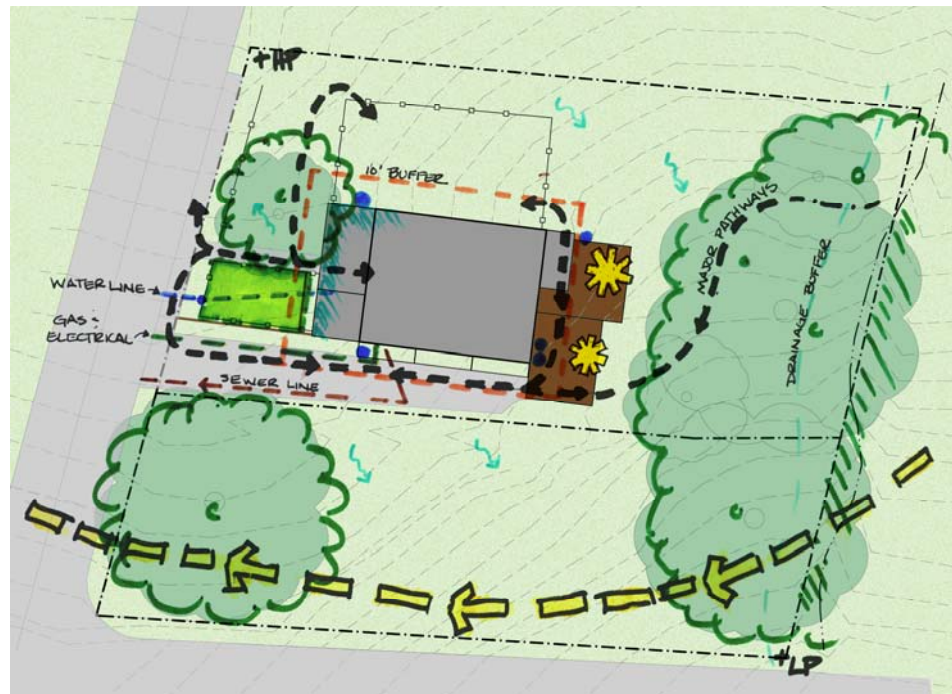 +HP
10' BUFFER
MAJOR PATHWAYS
DRAINAGE BUFFER
WATER LINE
GAS &
ELECTRICAL
SEWER LINE
+LP